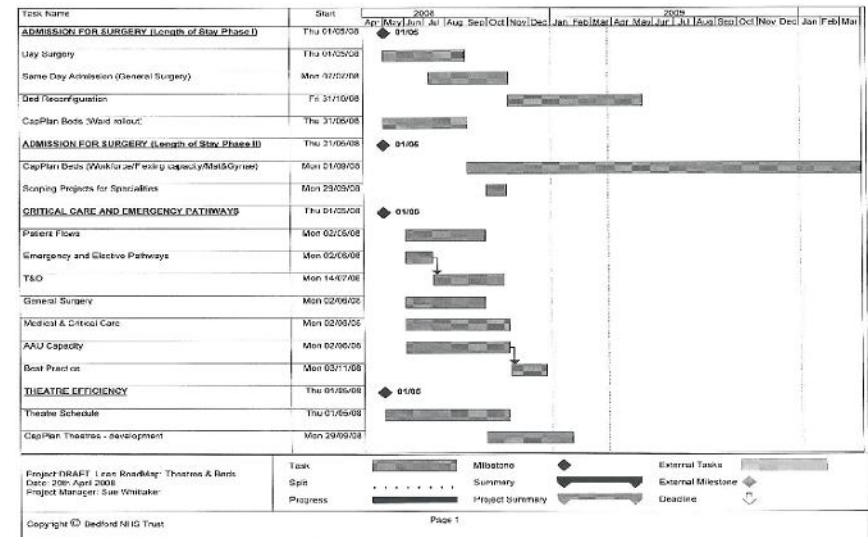 Task Name Start 2008 2009
Apr May Jun Jul Aug Sep Oct Nov Dec Jan Feb Mar Apr May Jun Jul Aug Sep Oct Nov Dec Jan Feb Mar
ADMISSION FOR SURGERY (Length of Stay Phase I) Thu 01/05/08 01/05
Day Surgery Thu 01/05/08
Same Day Admission (General Surgery) Mon 07/07/08
Bed Reconfiguration Fri 31/10/08
CapPlan Beds (Ward rollout) Thu
ADMISSION FOR SURGERY (Length of Stay Phase II) Thu 01/05
CapPlan Beds (Workforce/Flexing capacity/Mat&Gynae) Mon 01/09/08
Scoping Projects for Specialities Mon 29/09/08
CRITICAL CARE AND EMERGENCY PATHWAYS Thu 01/05/08 01/05
Patient Flows Mon 02/06/08
Emergency and Elective Pathways Mon 02/06/08
T&O Mon 14/07/08
General Surgery Mon 02/06/08
Medical & Critical Care Mon 02/06/08
AAU Capacity Mon 02/06/08
Best Practice Mon 03/11/08
THEATRE EFFICIENCY Thu 01/05/08 01/05
Theatre Schedule Thu 01/05/08
CapPlan Theatres - development Mon 29/09/08
Project: DRAFT Lean RoadMap: Theatres & Beds
Date: 29th April 2008
Project Manager: Sue Whittaker
Task Milestone External Tasks
Split Summary External Milestone
Progress Project Summary Deadline
Copyright © Bedford NHS Trust Page 1